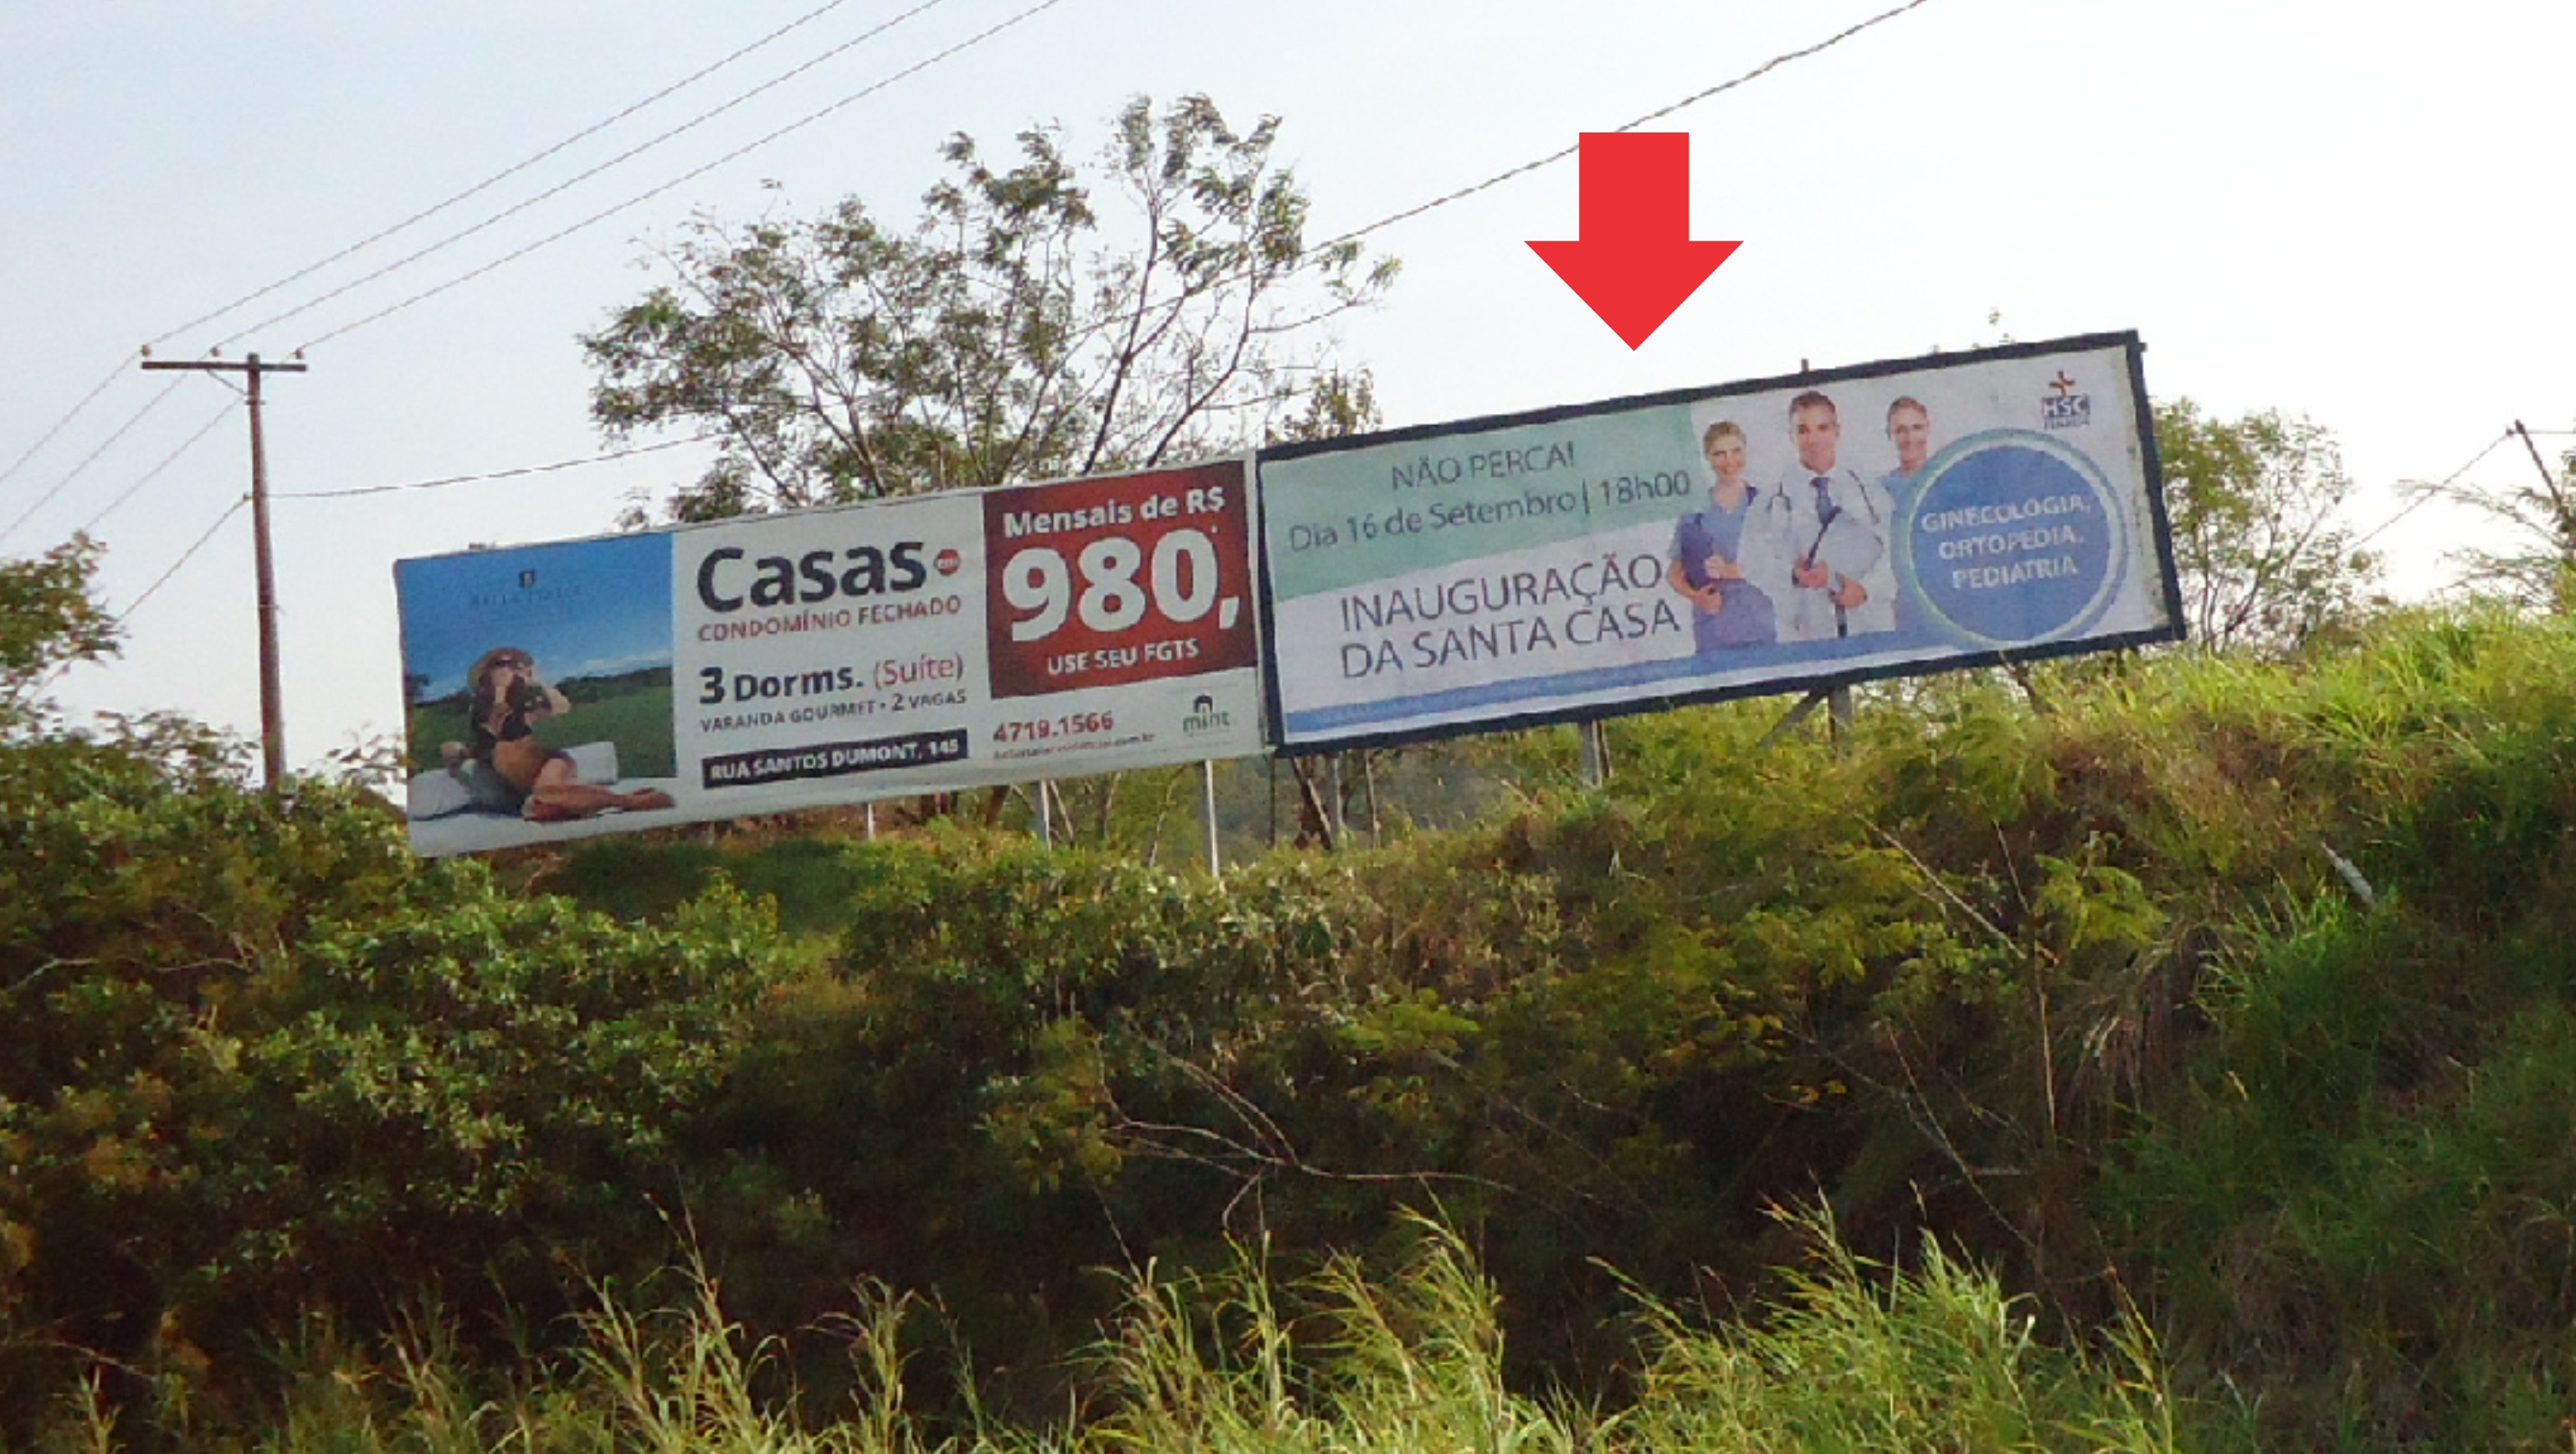 Casas em
CONDOMÍNIO FECHADO
3 Dorms. (Suíte)
VARANDA GOURMET • 2 VAGAS
RUA SANTOS DUMONT, 145
Mensais de R$
980,*
USE SEU FGTS
4719.1566
mint
NÃO PERCA!
Dia 16 de Setembro | 18h00
INAUGURAÇÃO
DA SANTA CASA
HSC
GINECOLOGIA,
ORTOPEDIA,
PEDIATRIA